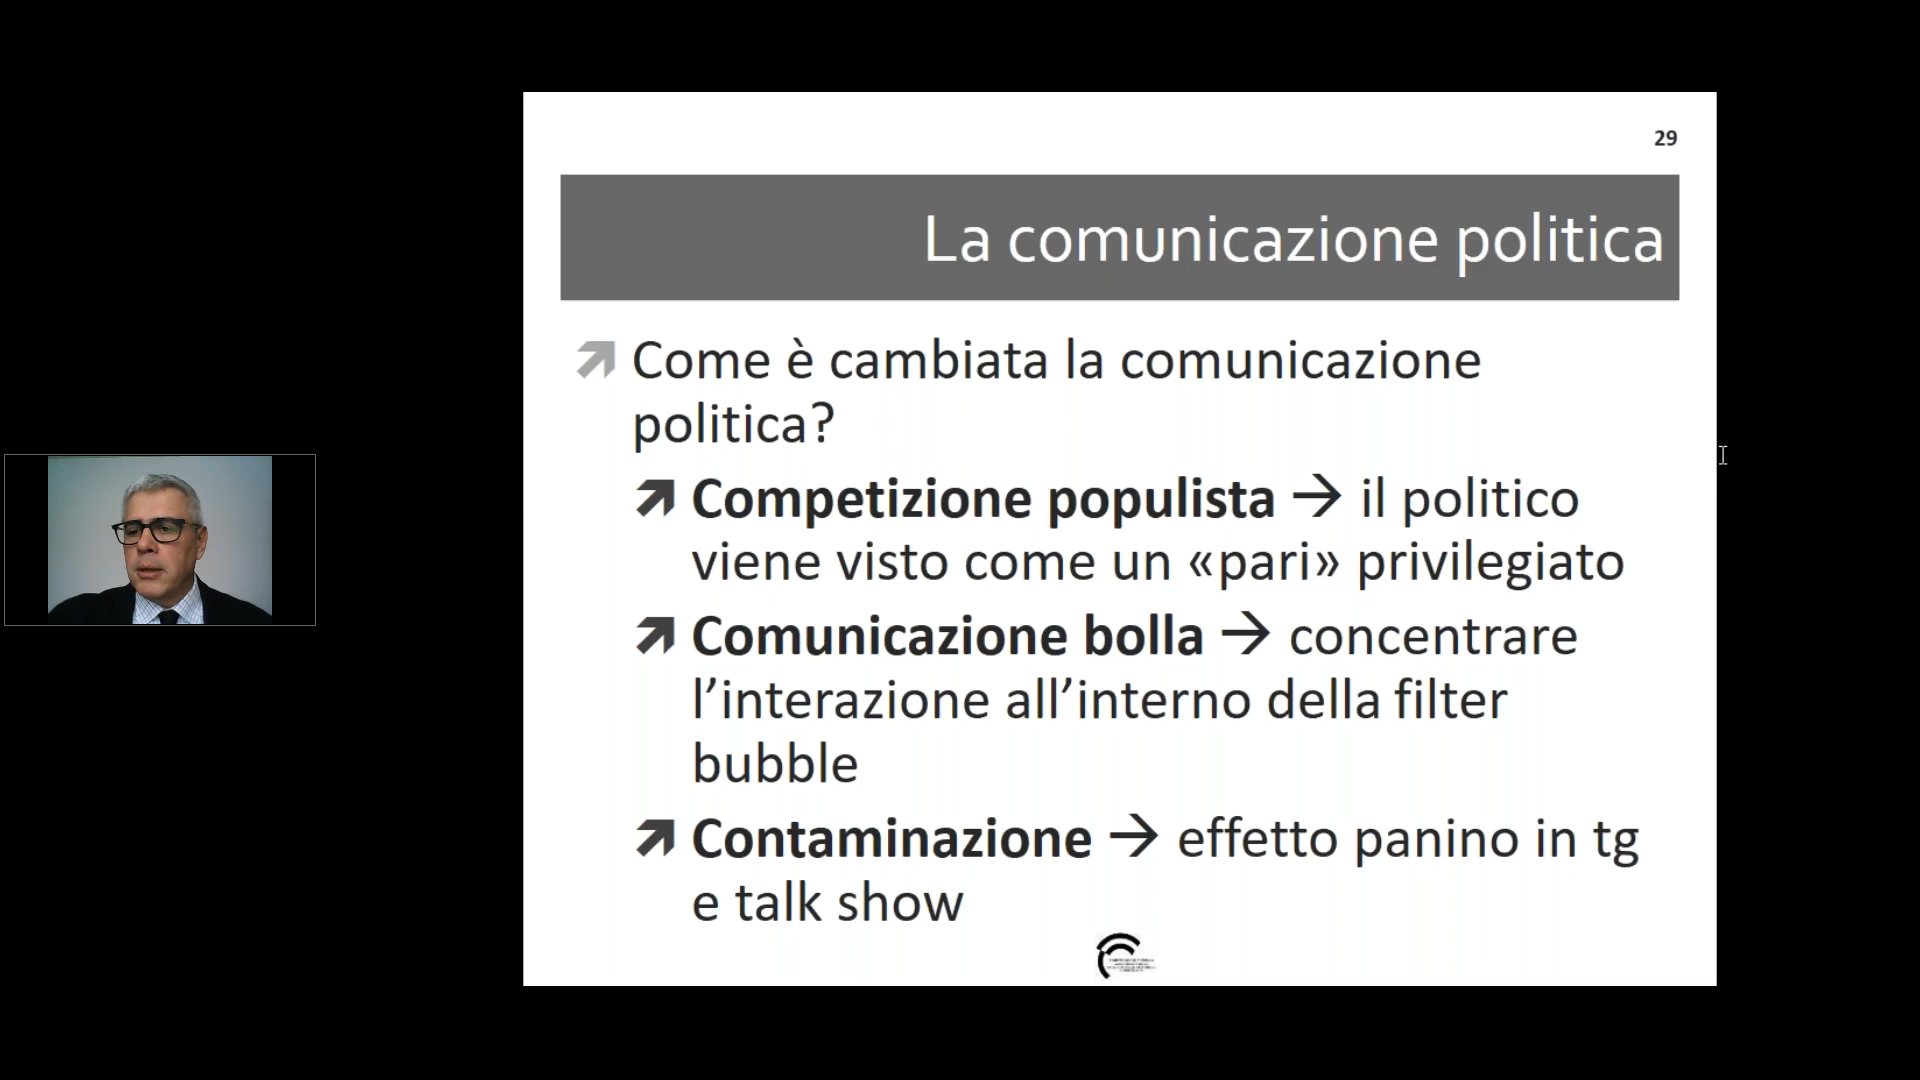 29
La comunicazione politica
Come è cambiata la comunicazione
politica?
Competizione populista → il politico
viene visto come un «pari» privilegiato
Comunicazione bolla → concentrare
l’interazione all’interno della filter
bubble
Contaminazione → effetto panino in tg
e talk show